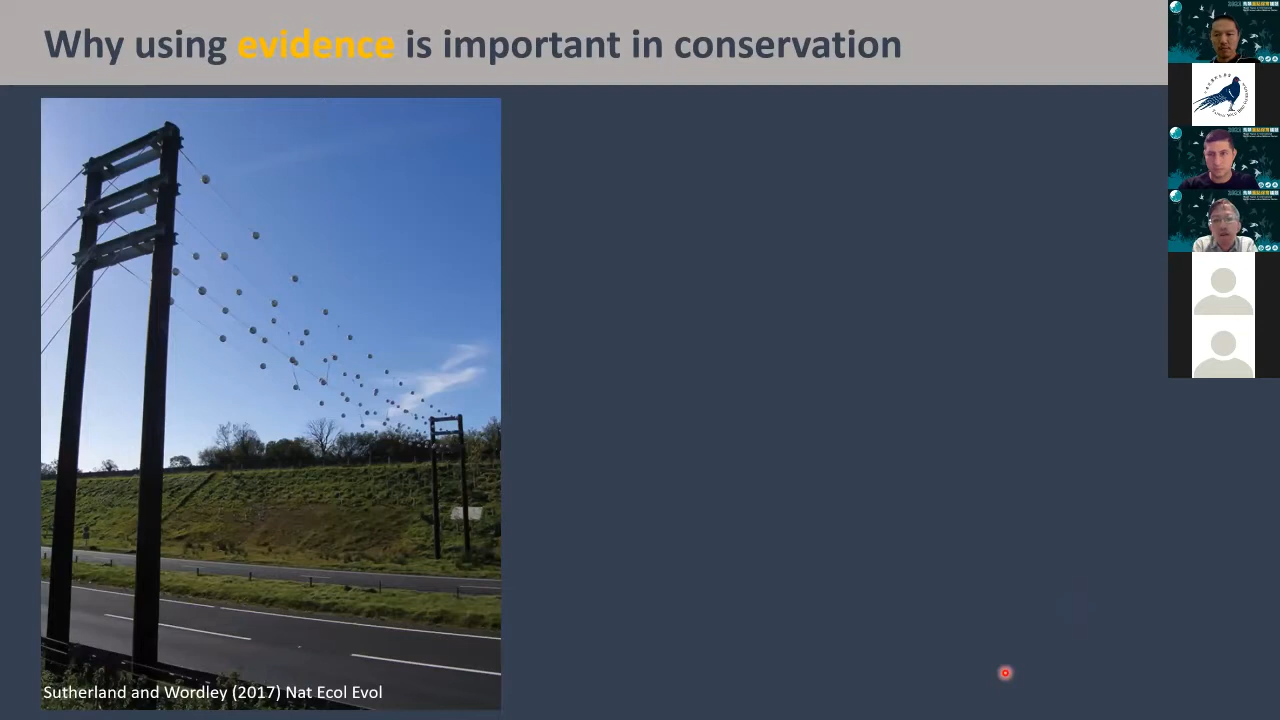 Why using evidence is important in conservation
Sutherland and Wordley (2017) Nat Ecol Evol